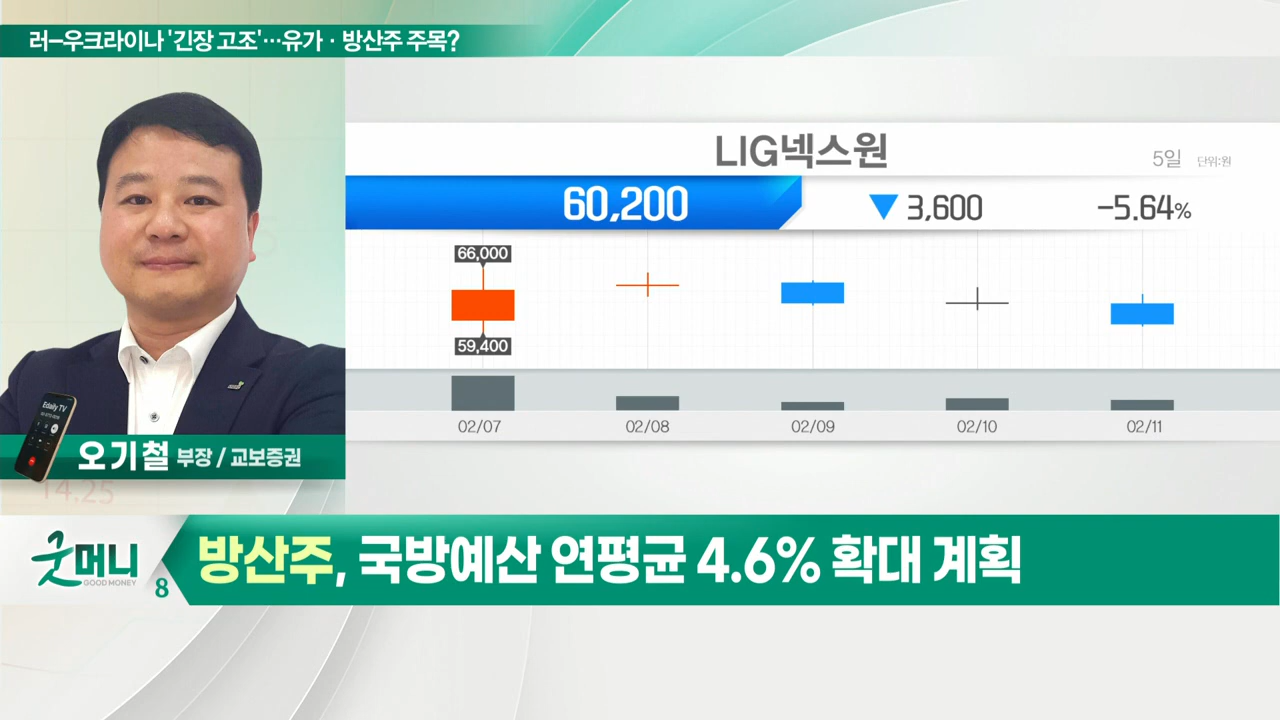 러-우크라이나 '긴장 고조'…유가·방산주 주목?
LIG넥스원
5일 단위:원
60,200 ▼ 3,600 -5.64%
66,000
59,400
02/07 02/08 02/09 02/10 02/11
Edaily TV
오기철 부장 / 교보증권
14.25
굿머니
GOOD MONEY
8
방산주, 국방예산 연평균 4.6% 확대 계획